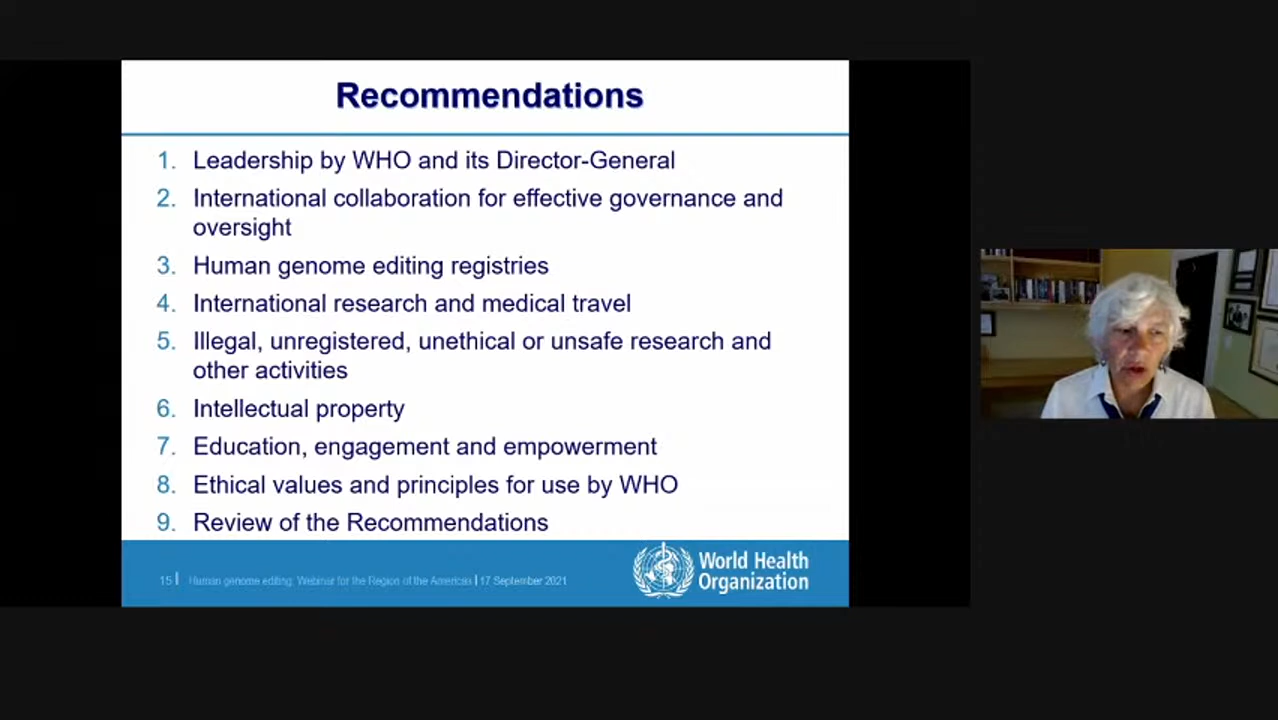 Recommendations
1. Leadership by WHO and its Director-General
2. International collaboration for effective governance and
oversight
3. Human genome editing registries
4. International research and medical travel
5. Illegal, unregistered, unethical or unsafe research and
other activities
6. Intellectual property
7. Education, engagement and empowerment
8. Ethical values and principles for use by WHO
9. Review of the Recommendations
15 | Human genome editing: Webinar for the Region of the Americas | 17 September 2021
World Health
Organization